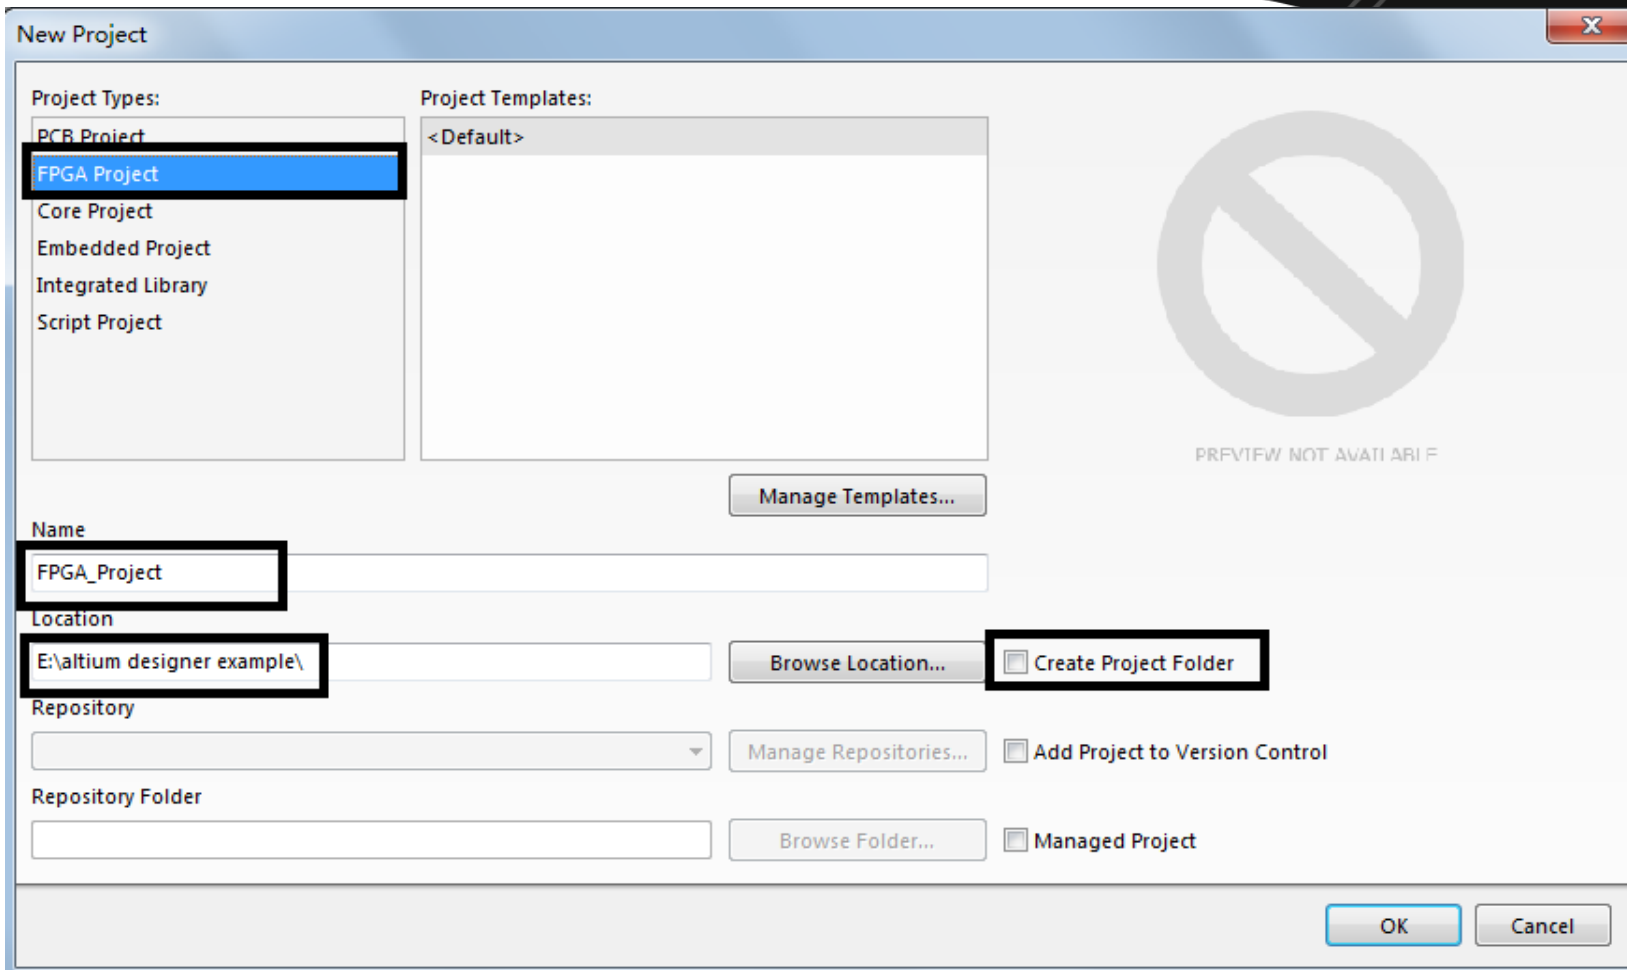 New Project
Project Types:
PCB Project
FPGA Project
Core Project
Embedded Project
Integrated Library
Script Project
Project Templates:
<Default>
PREVIEW NOT AVAILABLE
Manage Templates...
Name
FPGA_Project
Location
E:\altium designer example\
Browse Location...
Create Project Folder
Repository
Manage Repositories...
Add Project to Version Control
Repository Folder
Browse Folder...
Managed Project
OK
Cancel